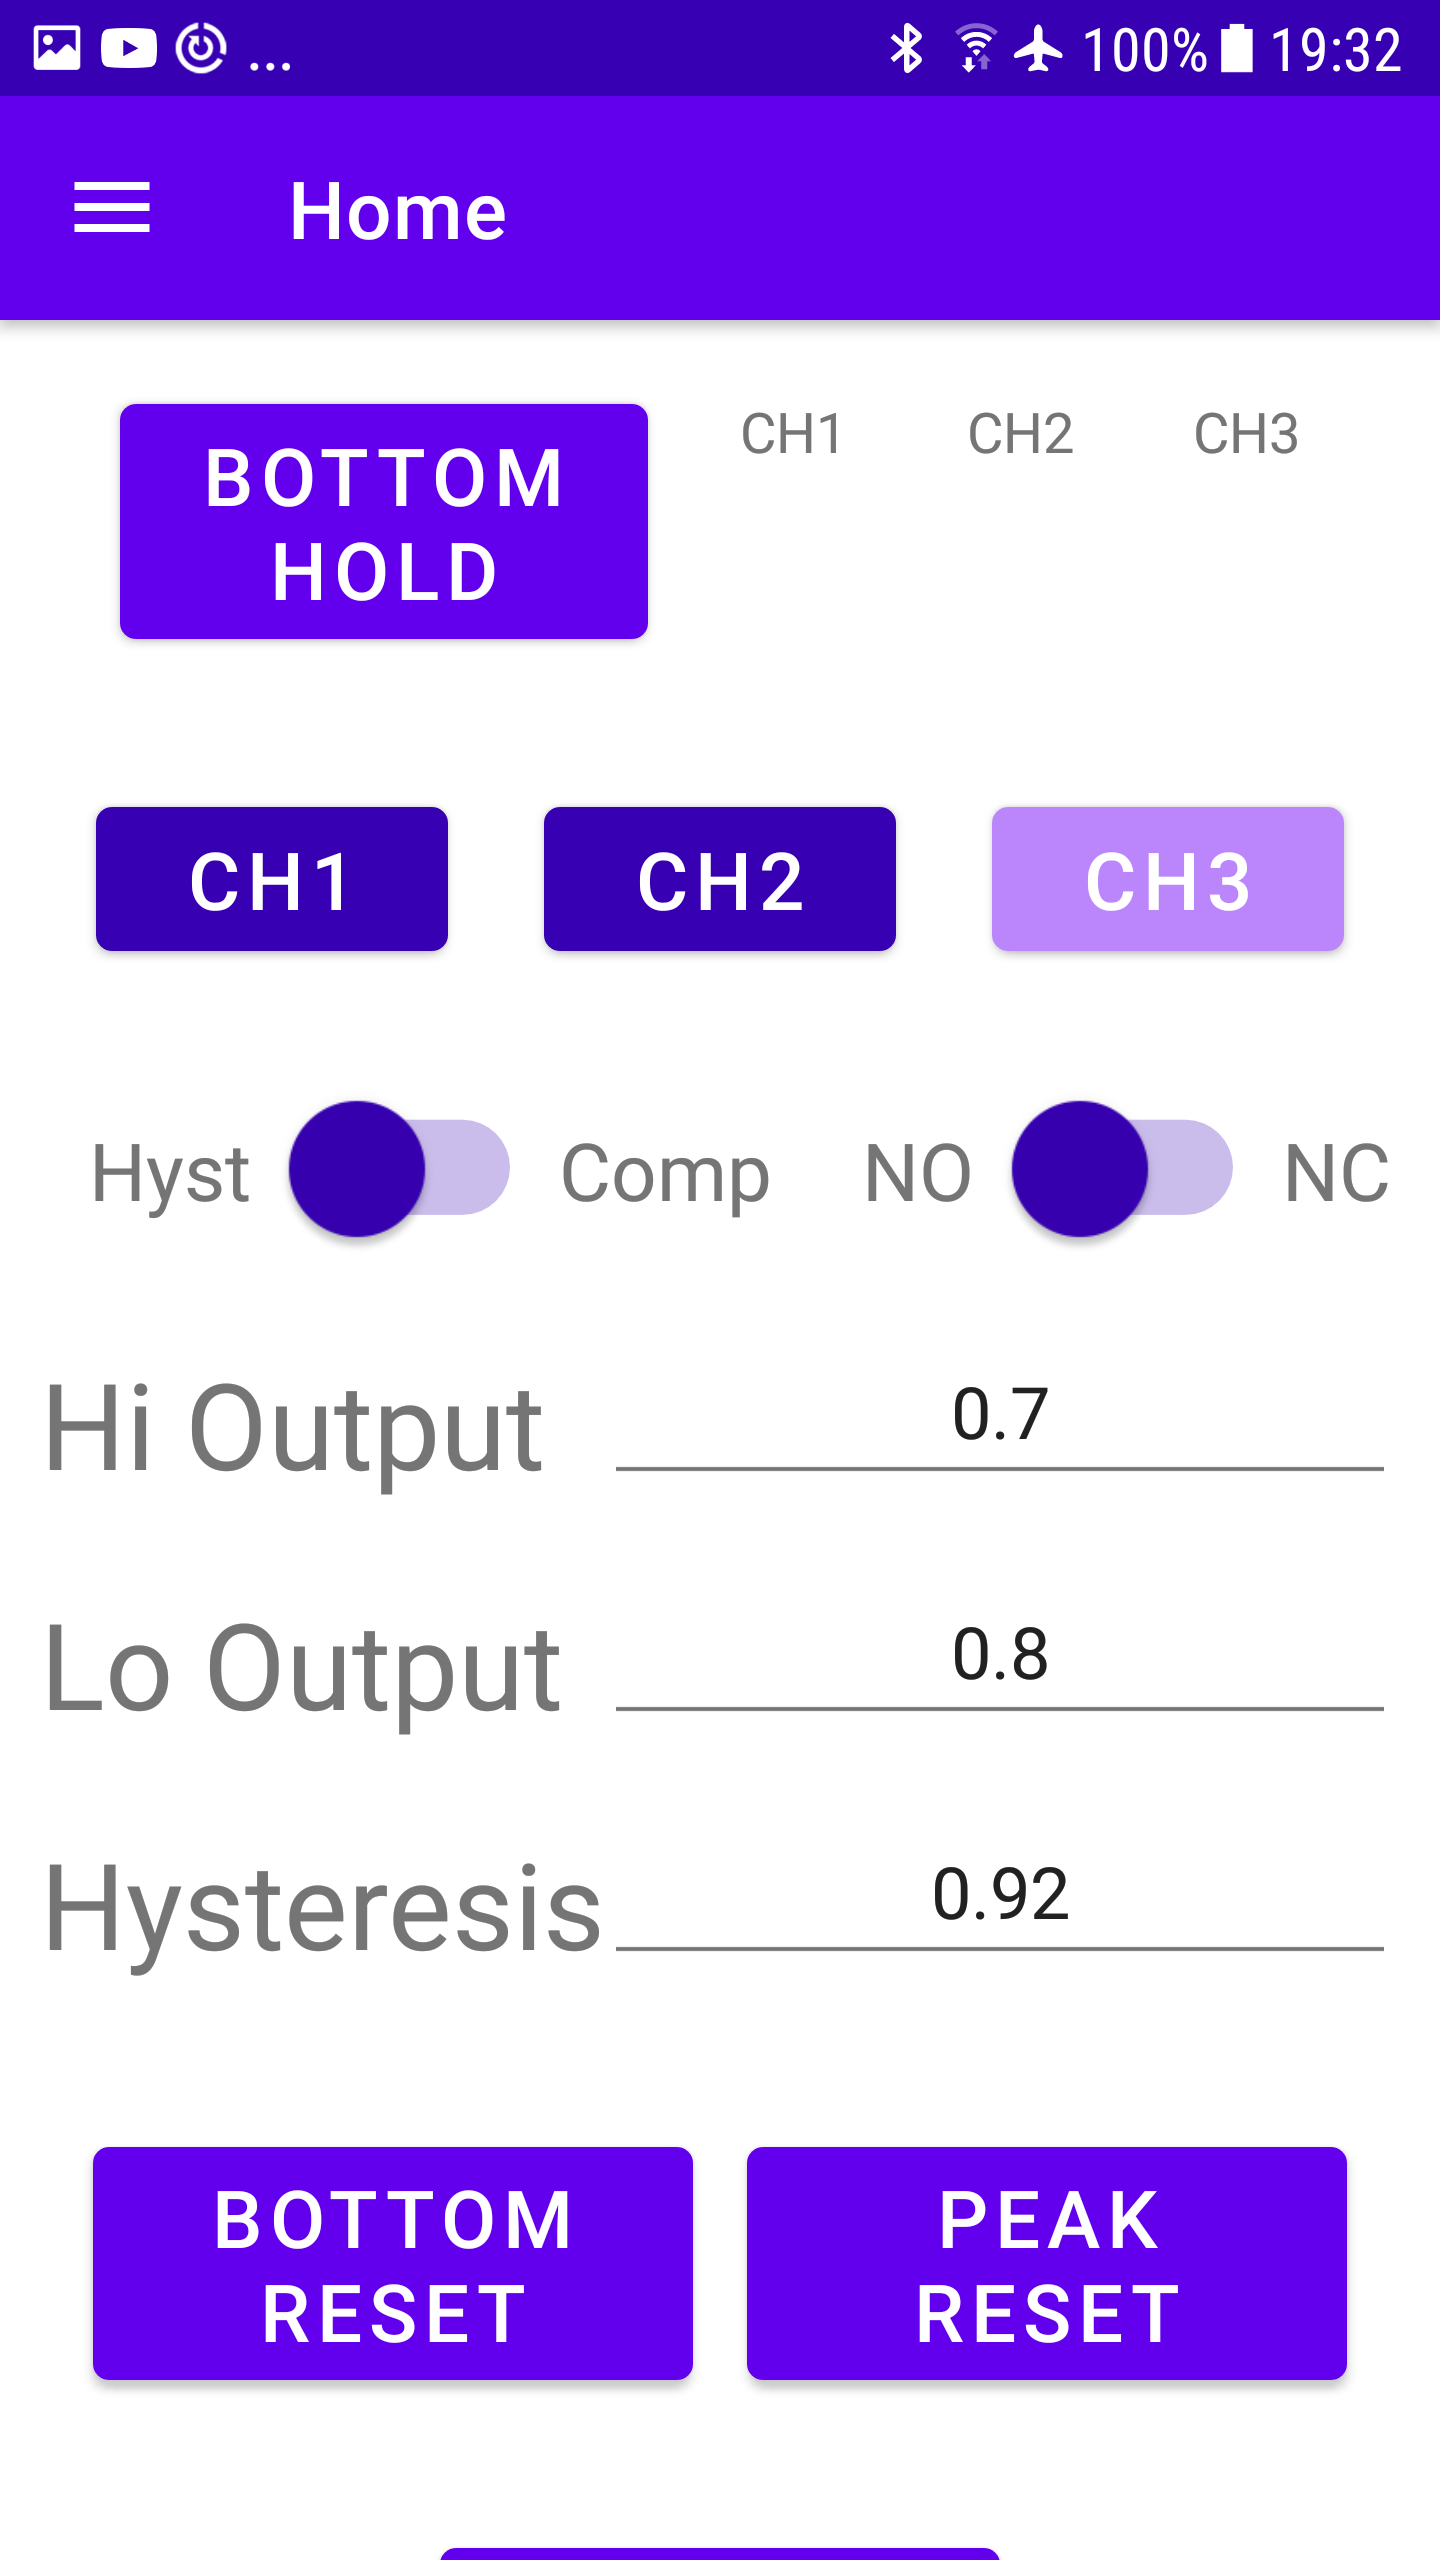 ... 100% 19:32
Home
BOTTOM
HOLD
CH1 CH2 CH3
CH1 CH2 CH3
Hyst Comp NO NC
Hi Output 0.7
Lo Output 0.8
Hysteresis 0.92
BOTTOM
RESET
PEAK
RESET